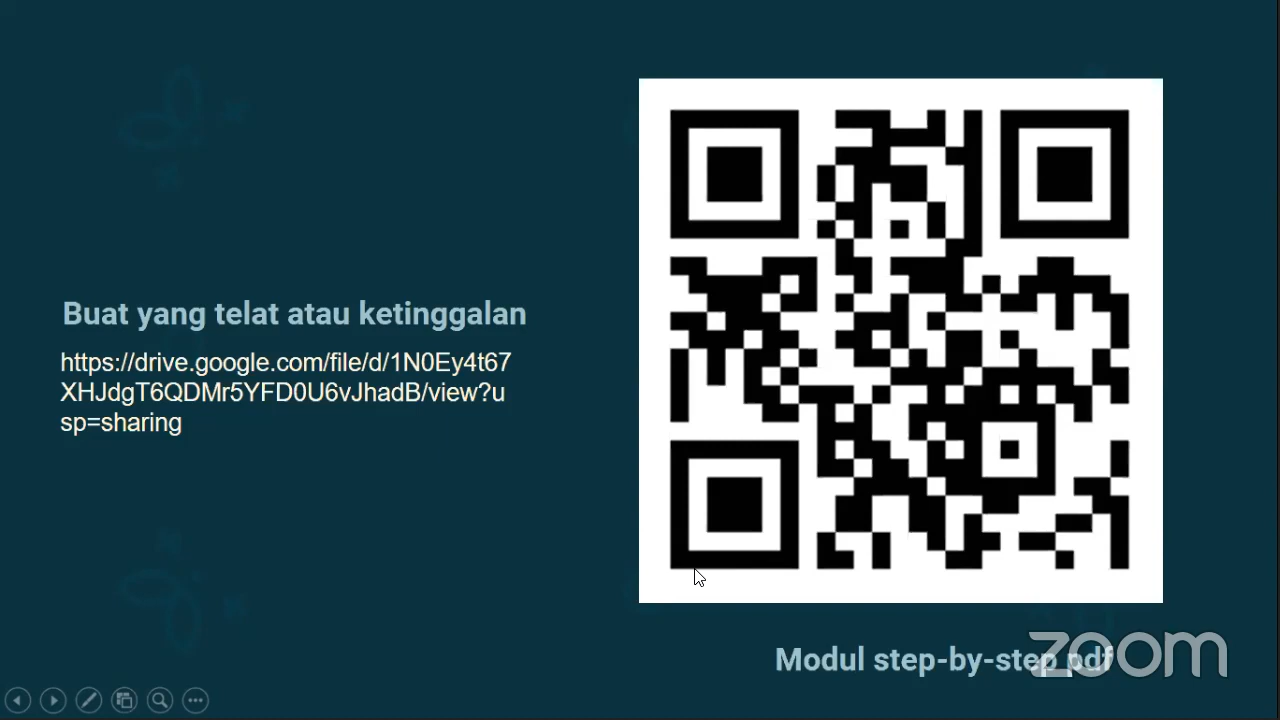 Buat yang telat atau ketinggalan
https://drive.google.com/file/d/1N0Ey4t67
XHJdgT6QDMr5YFD0U6vJhadB/view?u
sp=sharing
Modul step-by-step pdf
zoom